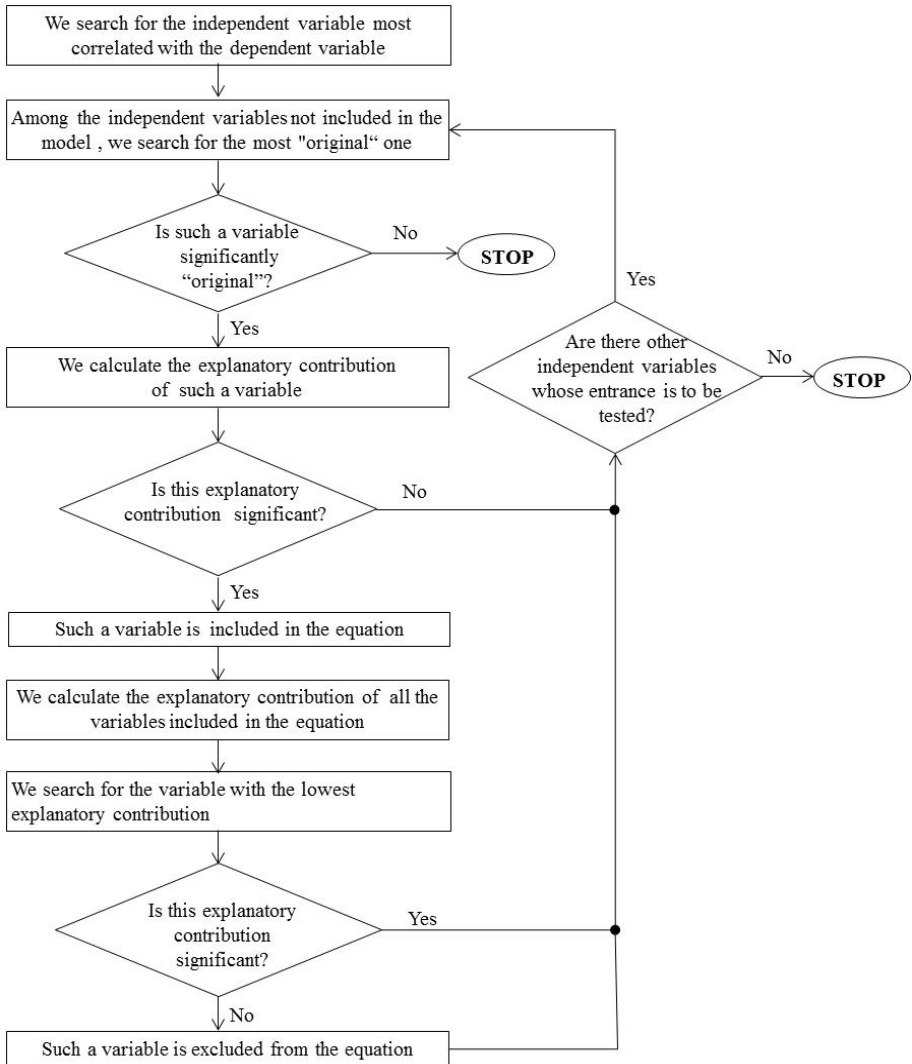 We search for the independent variable most
correlated with the dependent variable
Among the independent variables not included in the
model , we search for the most "original“ one
Is such a variable
significantly
“original”?
No
STOP
Yes
We calculate the explanatory contribution
of such a variable
Is this explanatory
contribution significant?
No
Yes
Such a variable is included in the equation
We calculate the explanatory contribution of all the
variables included in the equation
We search for the variable with the lowest
explanatory contribution
Is this explanatory
contribution
significant?
Yes
No
Such a variable is excluded from the equation
Yes
Are there other
independent variables
whose entrance is to be
tested?
No
STOP